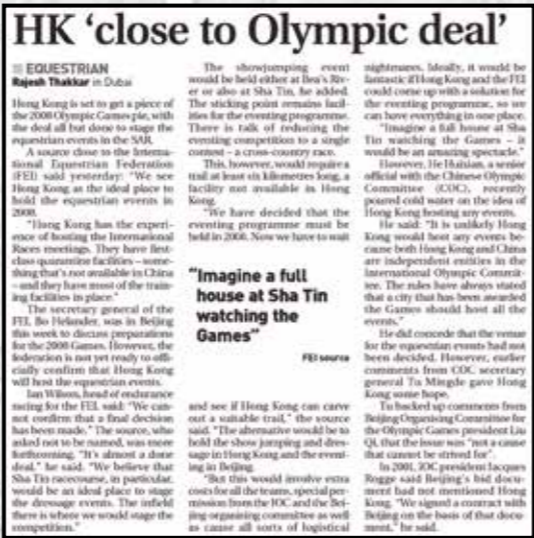 HK 'close to Olympic deal'
EQUESTRIAN
Rajesh Thakkar in Dubai
Hong Kong is set to get a piece of
the 2008 Olympic Games pie, with
the deal all but done to stage the
equestrian events in the SAR.
A source close to the Interna-
tional Equestrian Federation
(FEI) said yesterday: "We see
Hong Kong as the ideal place to
hold the equestrian events in
2008.
"Hong Kong has the experi-
ence of hosting the International
Races meetings. They have first-
class quarantine facilities – some-
thing that's not available in China
– and they have most of the train-
ing facilities in place."
The secretary general of the
FEI, Bo Helander, was in Beijing
this week to discuss preparations
for the 2008 Games. However, the
federation is not yet ready to offi-
cially confirm that Hong Kong
will host the equestrian events.
Ian Wilson, head of endurance
racing for the FEI, said: "We can-
not confirm that a final decision
has been made." The source, who
asked not to be named, was more
forthcoming. "It's almost a done
deal," he said. "We believe that
Sha Tin racecourse, in particular,
would be an ideal place to stage
the dressage events. The infield
there is where we would stage the
competition."
The showjumping event
would be held either at Bea's Riv-
er or also at Sha Tin, he added.
The sticking point remains facil-
ities for the eventing programme.
There is talk of reducing the
eventing competition to a single
contest – a cross-country race.
This, however, would require a
trail at least six kilometres long, a
facility not available in Hong
Kong.
"We have decided that the
eventing programme must be
held in 2008. Now we have to wait
"Imagine a full
house at Sha Tin
watching the
Games"
FEI source
and see if Hong Kong can carve
out a suitable trail," the source
said. "The alternative would be to
hold the show jumping and dres-
sage in Hong Kong and the event-
ing in Beijing.
"But this would involve extra
costs for all the teams, special per-
mission from the IOC and the Bei-
jing organising committee as well
as cause all sorts of logistical
nightmares. Ideally, it would be
fantastic if Hong Kong and the FEI
could come up with a solution for
the eventing programme, so we
can have everything in one place.
"Imagine a full house at Sha
Tin watching the Games – it
would be an amazing spectacle."
However, He Huixian, a senior
official with the Chinese Olympic
Committee (COC), recently
poured cold water on the idea of
Hong Kong hosting any events.
He said: "It is unlikely Hong
Kong would host any events be-
cause both Hong Kong and China
are independent entities in the
International Olympic Commit-
tee. The rules have always stated
that a city that has been awarded
the Games should host all the
events."
He did concede that the venue
for the equestrian events had not
been decided. However, earlier
comments from COC secretary
general Tu Mingde gave Hong
Kong some hope.
Tu backed up comments from
Beijing Organising Committee for
the Olympic Games president Liu
Qi, that the issue was "not a cause
that cannot be strived for".
In 2001, IOC president Jacques
Rogge said Beijing's bid docu-
ment had not mentioned Hong
Kong. "We signed a contract with
Beijing on the basis of that docu-
ment," he said.